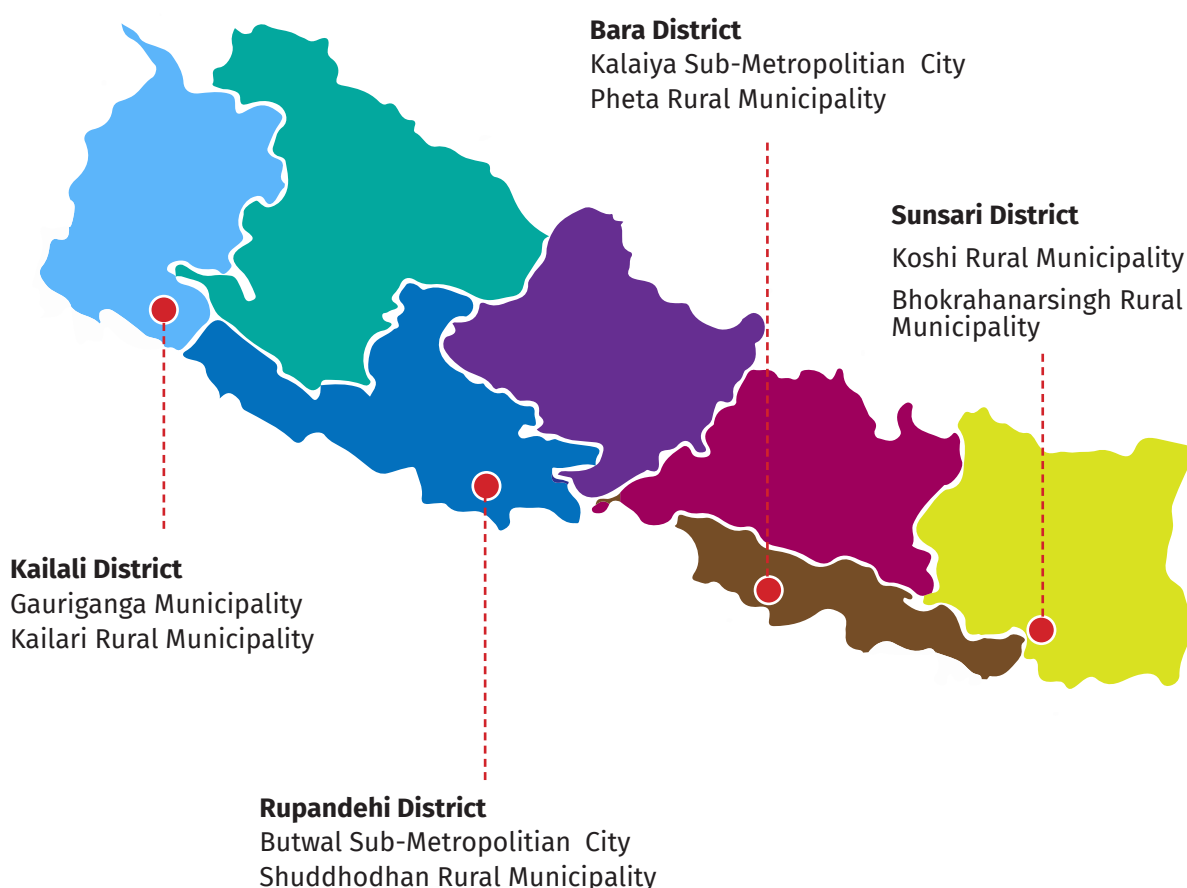 Bara District
Kalaiya Sub-Metropolitian City
Pheta Rural Municipality
Sunsari District
Koshi Rural Municipality
Bhokrahanarsingh Rural
Municipality
Kailali District
Gauriganga Municipality
Kailari Rural Municipality
Rupandehi District
Butwal Sub-Metropolitian City
Shuddhodhan Rural Municipality